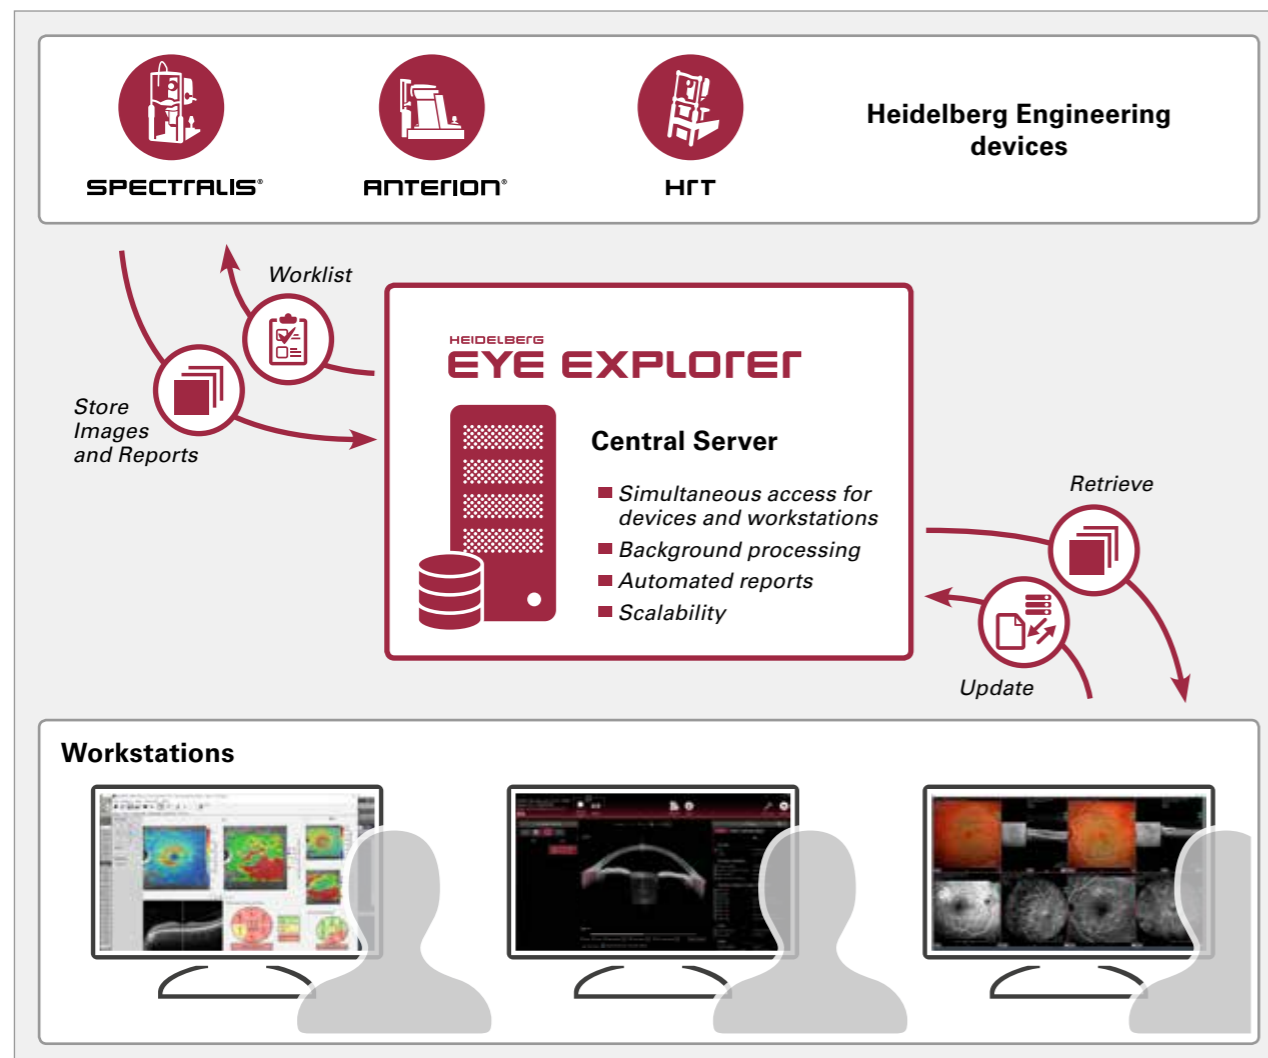 SPECTRALIS®
ANTERION®
HRT
Heidelberg Engineering
devices
Worklist
Store
Images
and Reports
HEIDELBERG
EYE EXPLORER
Central Server
Simultaneous access for
devices and workstations
Background processing
Automated reports
Scalability
Retrieve
Update
Workstations